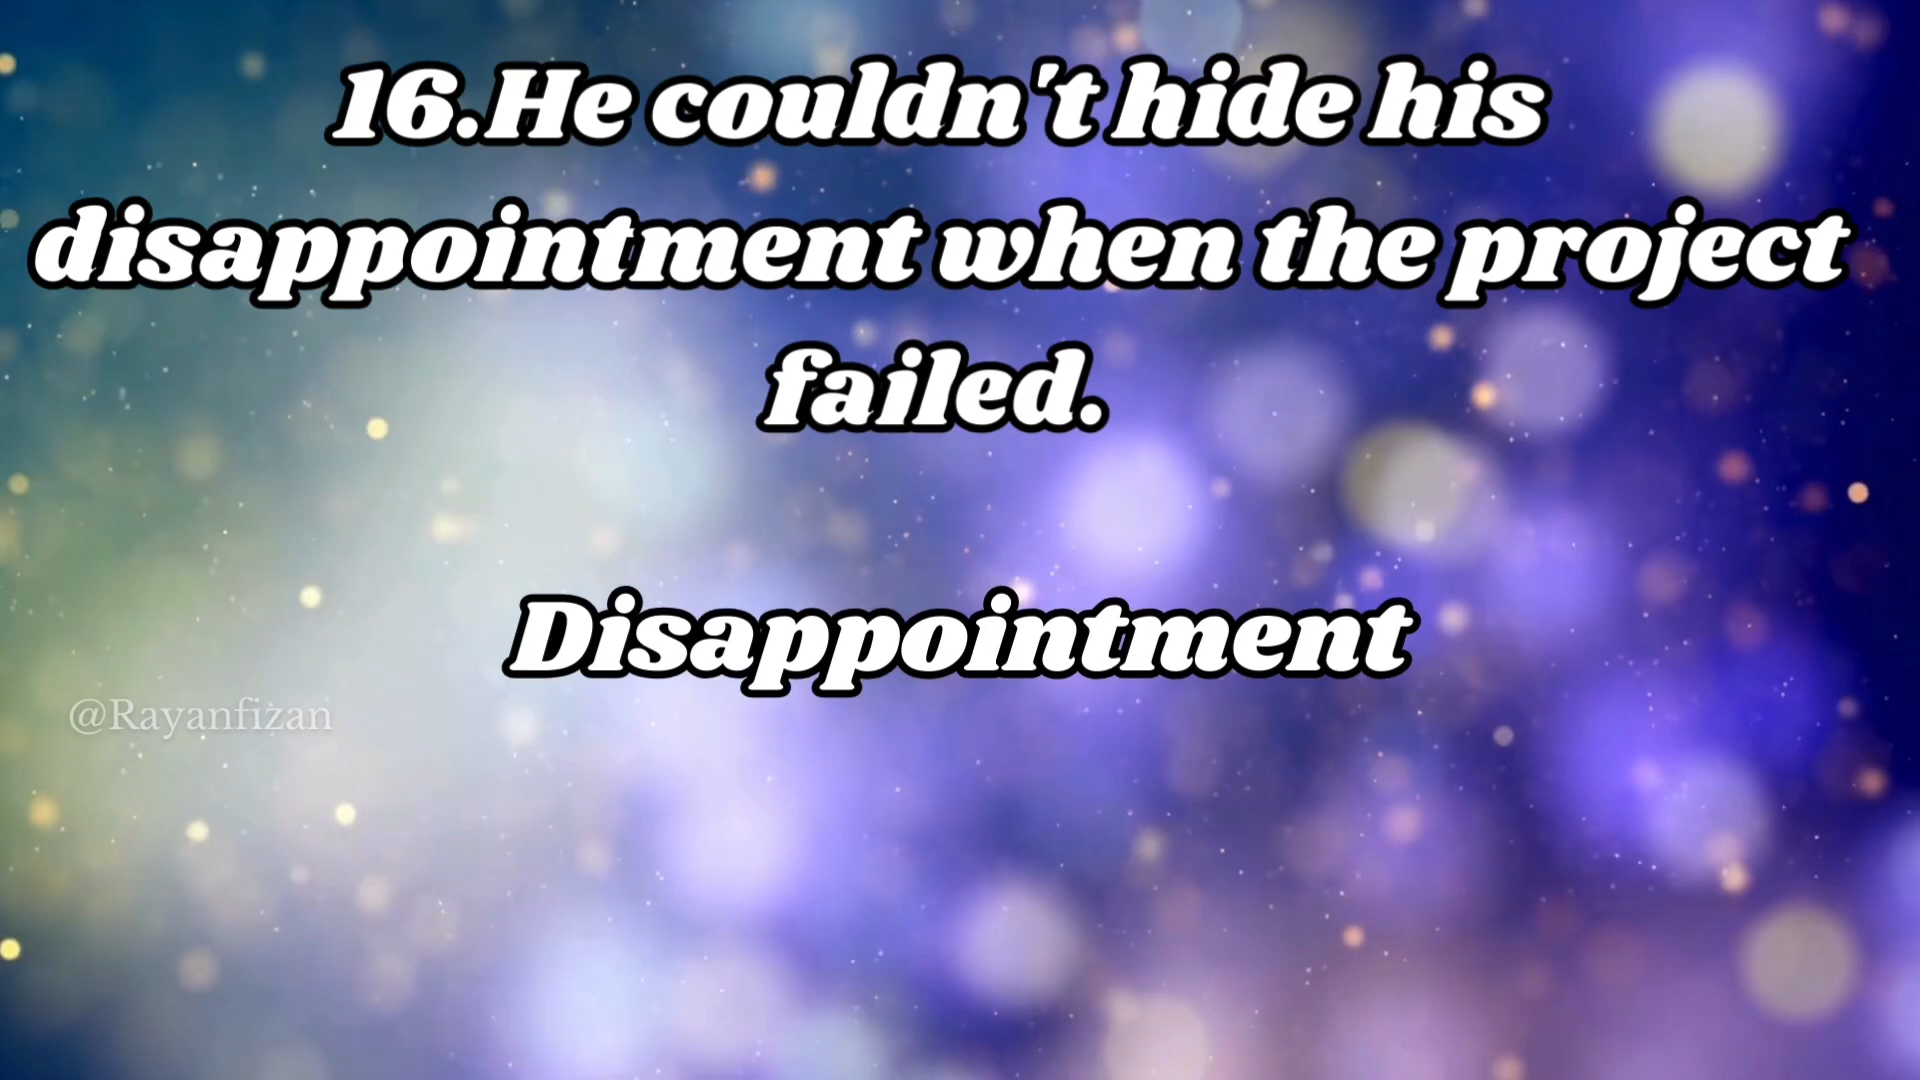 16.He couldn't hide his
disappointment when the project
failed.
Disappointment
@Rayanfizan